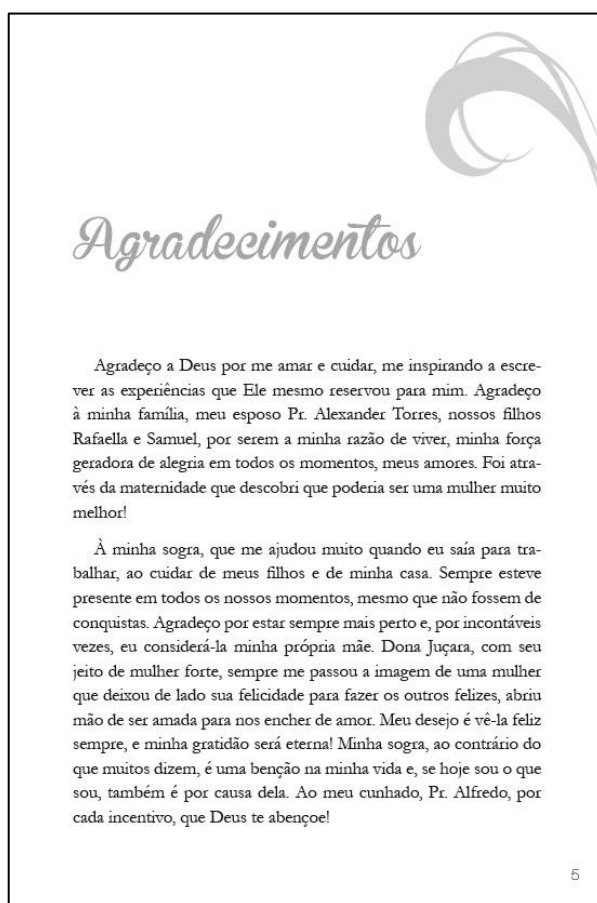 Agradecimentos
Agradeço a Deus por me amar e cuidar, me inspirando a escre-
ver as experiências que Ele mesmo reservou para mim. Agradeço
à minha família, meu esposo Pr. Alexander Torres, nossos filhos
Rafaella e Samuel, por serem a minha razão de viver, minha força
geradora de alegria em todos os momentos, meus amores. Foi atra-
vés da maternidade que descobri que poderia ser uma mulher muito
melhor!
À minha sogra, que me ajudou muito quando eu saía para tra-
balhar, ao cuidar de meus filhos e de minha casa. Sempre esteve
presente em todos os nossos momentos, mesmo que não fossem de
conquistas. Agradeço por estar sempre mais perto e, por incontáveis
vezes, eu considerá-la minha própria mãe. Dona Juçara, com seu
jeito de mulher forte, sempre me passou a imagem de uma mulher
que deixou de lado sua felicidade para fazer os outros felizes, abriu
mão de ser amada para nos encher de amor. Meu desejo é vê-la feliz
sempre, e minha gratidão será eterna! Minha sogra, ao contrário do
que muitos dizem, é uma benção na minha vida e, se hoje sou o que
sou, também é por causa dela. Ao meu cunhado, Pr. Alfredo, por
cada incentivo, que Deus te abençoe!
5